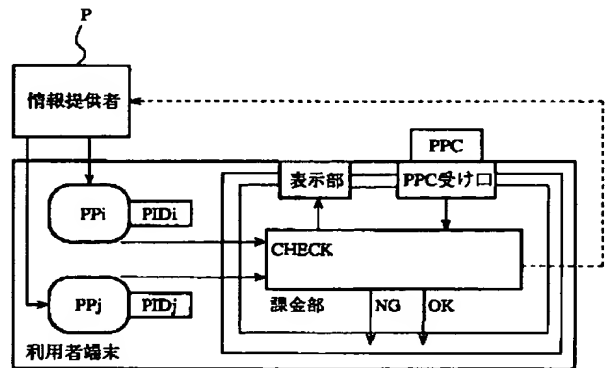 P
情報提供者
PPC
表示部
PPC受け口
PPi
PIDi
CHECK
PPj
PIDj
課金部
NG
OK
利用者端末